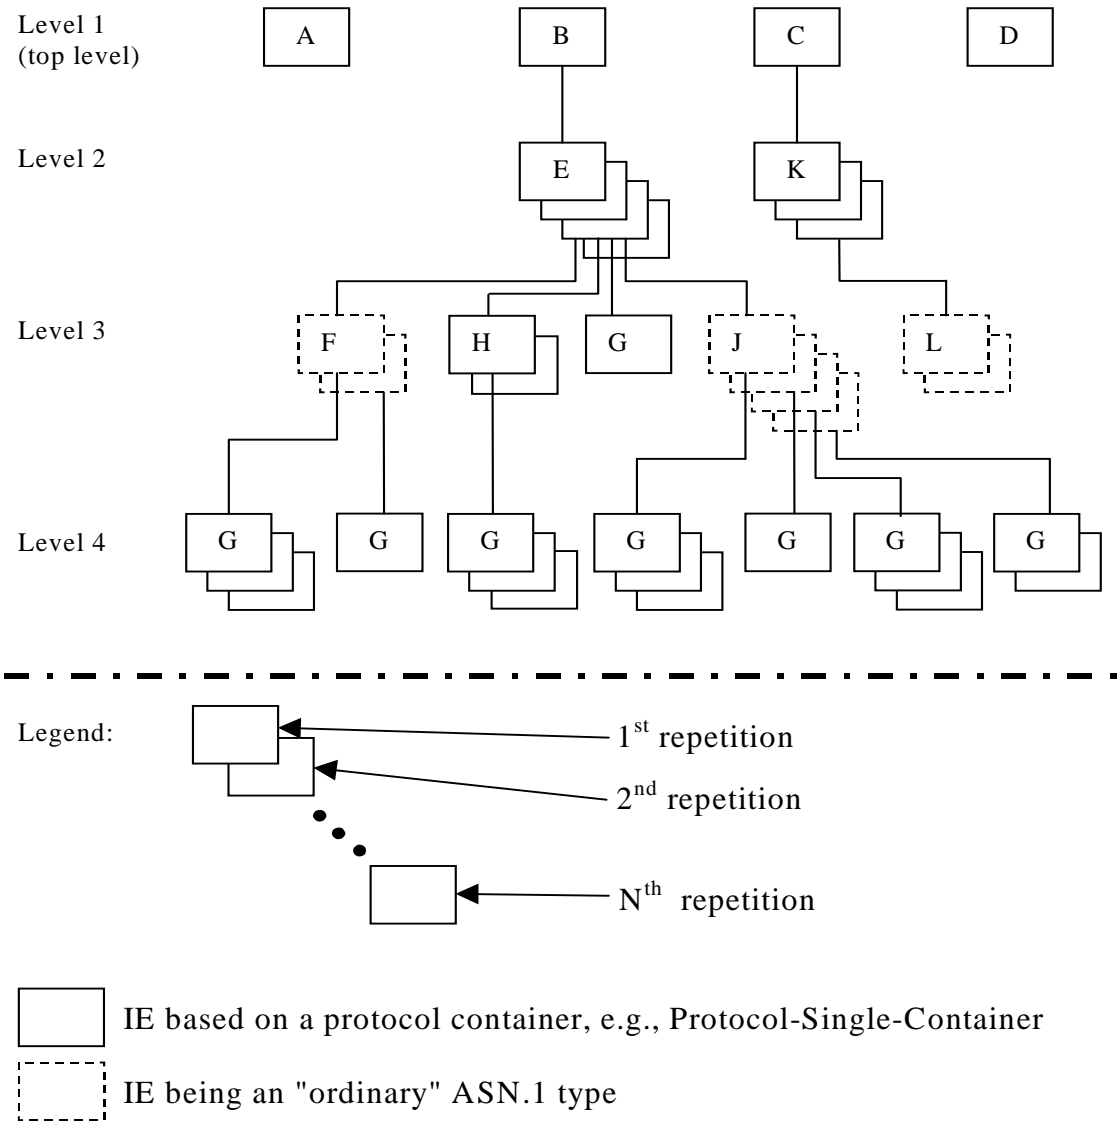 Level 1
(top level)
A B C D
Level 2
E K
Level 3
F H G J L
Level 4
G G G G G G G
Legend:
1st repetition
2nd repetition
Nth repetition
IE based on a protocol container, e.g., Protocol-Single-Container
IE being an "ordinary" ASN.1 type